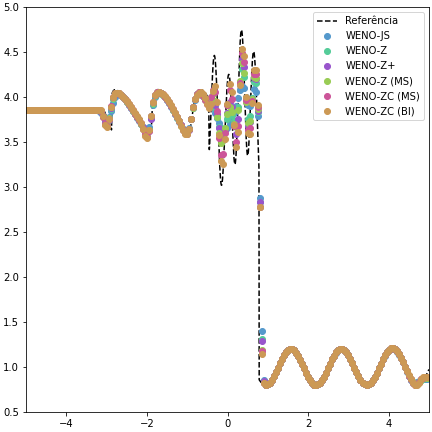 5.0
4.5
4.0
3.5
3.0
2.5
2.0
1.5
1.0
0.5
−4
−2
0
2
4
Referência
WENO-JS
WENO-Z
WENO-Z+
WENO-Z (MS)
WENO-ZC (MS)
WENO-ZC (BI)